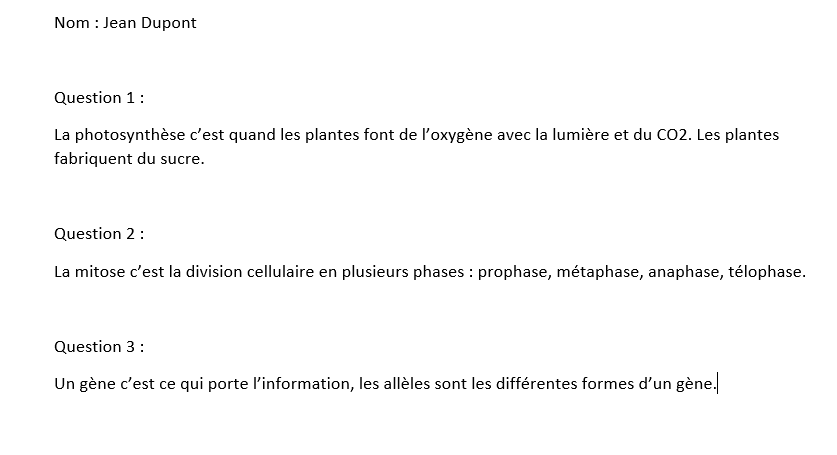 Nom : Jean Dupont
Question 1 :
La photosynthèse c’est quand les plantes font de l’oxygène avec la lumière et du CO2. Les plantes
fabriquent du sucre.
Question 2 :
La mitose c’est la division cellulaire en plusieurs phases : prophase, métaphase, anaphase, télophase.
Question 3 :
Un gène c’est ce qui porte l’information, les allèles sont les différentes formes d’un gène.